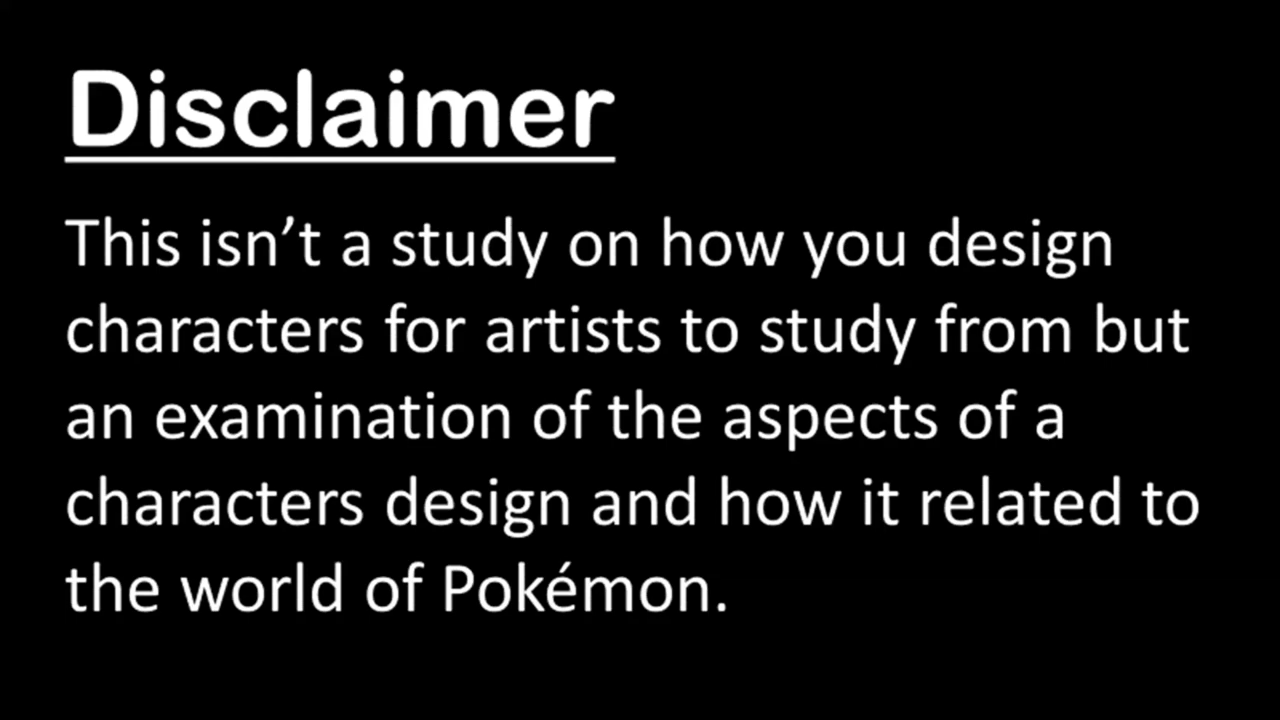 Disclaimer
This isn’t a study on how you design
characters for artists to study from but
an examination of the aspects of a
characters design and how it related to
the world of Pokémon.